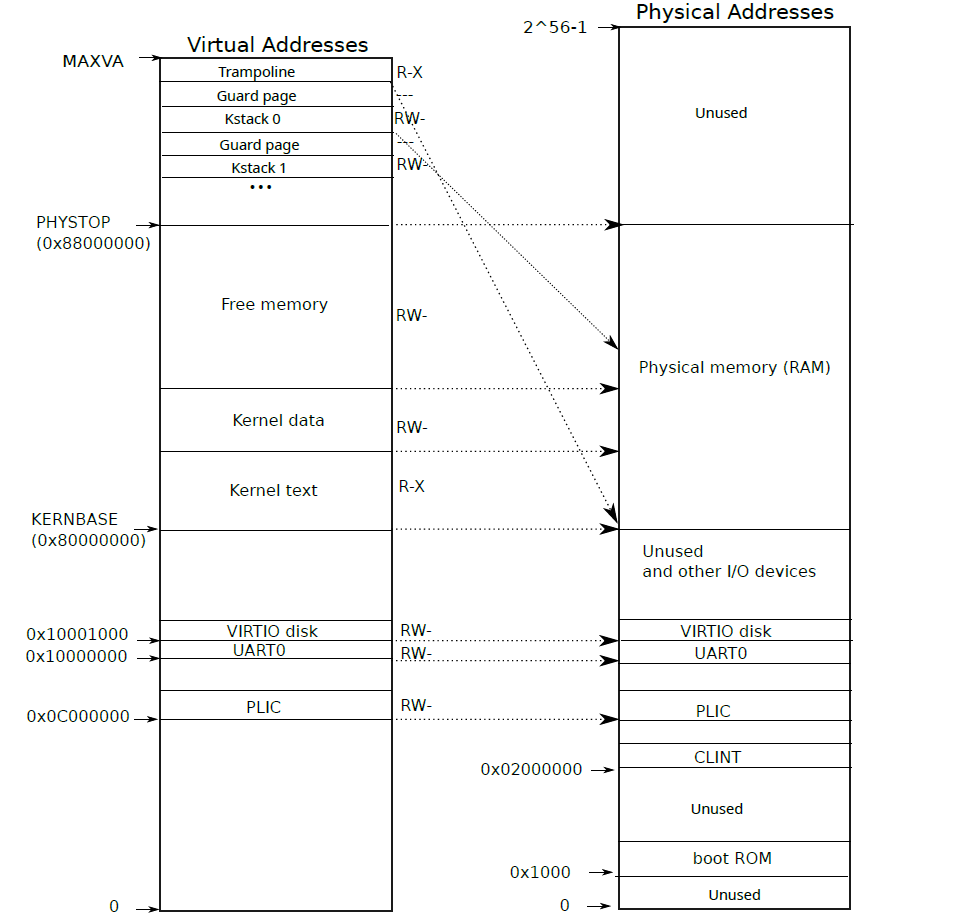 Physical Addresses
2^56-1
Virtual Addresses
MAXVA
Trampoline
R-X
Guard page
---
Kstack 0
RW-
Guard page
---
Kstack 1
RW-
...
Unused
PHYSTOP
(0x88000000)
Free memory
RW-
Physical memory (RAM)
Kernel data
RW-
Kernel text
R-X
KERNBASE
(0x80000000)
Unused
and other I/O devices
0x10001000
VIRTIO disk
RW-
VIRTIO disk
0x10000000
UART0
RW-
UART0
0x0C000000
PLIC
RW-
PLIC
CLINT
0x02000000
Unused
boot ROM
0x1000
Unused
0
0